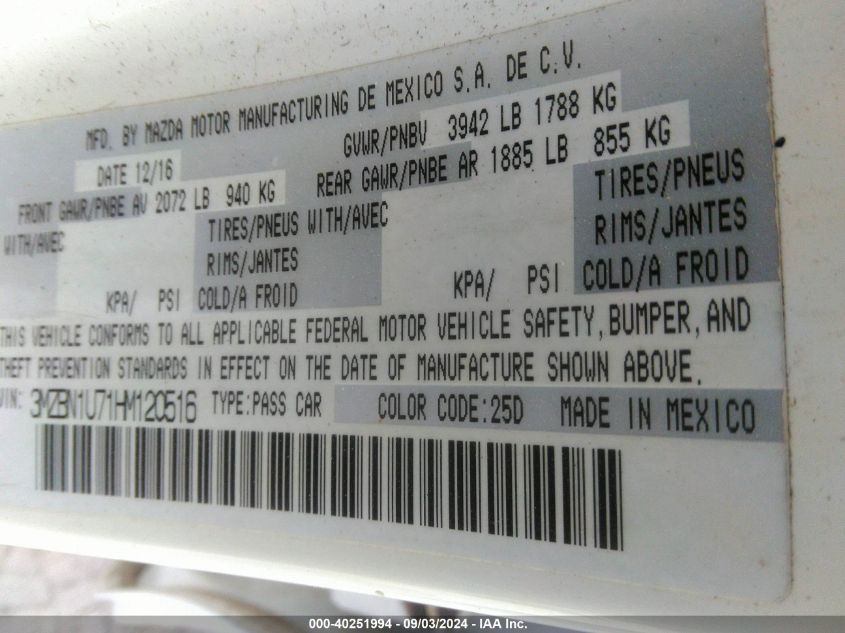 MFD. BY MAZDA MOTOR MANUFACTURING DE MEXICO S.A. DE C.V.
DATE 12/16 GVWR/PNBV 3942 LB 1788 KG
FRONT GAWR/PNBE AV 2072 LB 940 KG REAR GAWR/PNBE AR 1885 LB 855 KG
WITH/AVEC TIRES/PNEUS WITH/AVEC TIRES/PNEUS
RIMS/JANTES RIMS/JANTES
KPA/ PSI COLD/A FROID KPA/ PSI COLD/A FROID
THIS VEHICLE CONFORMS TO ALL APPLICABLE FEDERAL MOTOR VEHICLE SAFETY, BUMPER, AND
THEFT PREVENTION STANDARDS IN EFFECT ON THE DATE OF MANUFACTURE SHOWN ABOVE.
VIN: 3MZBN1U71HM120516 TYPE:PASS CAR COLOR CODE:25D MADE IN MEXICO
000-40251994 - 09/03/2024 - IAA Inc.